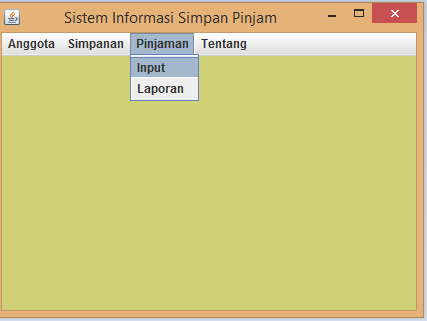 Sistem Informasi Simpan Pinjam
Anggota Simpanan Pinjaman Tentang
Input
Laporan